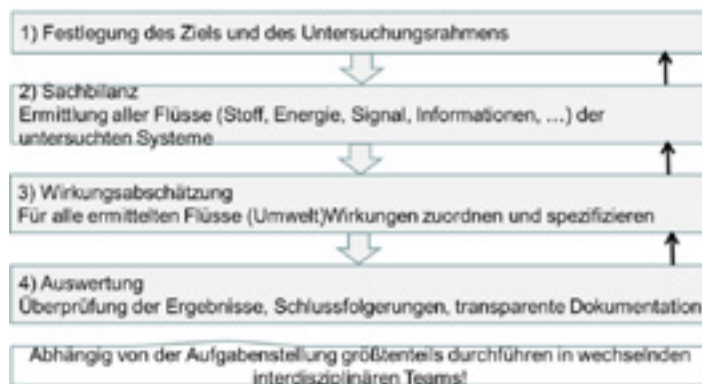 1) Festlegung des Ziels und des Untersuchungsrahmens
2) Sachbilanz
Ermittlung aller Flüsse (Stoff, Energie, Signal, Informationen, ...) der
untersuchten Systeme
3) Wirkungsabschätzung
Für alle ermittelten Flüsse (Umwelt)Wirkungen zuordnen und spezifizieren
4) Auswertung
Überprüfung der Ergebnisse, Schlussfolgerungen, transparente Dokumentation
Abhängig von der Aufgabenstellung größtenteils durchführen in wechselnden
interdisziplinären Teams!